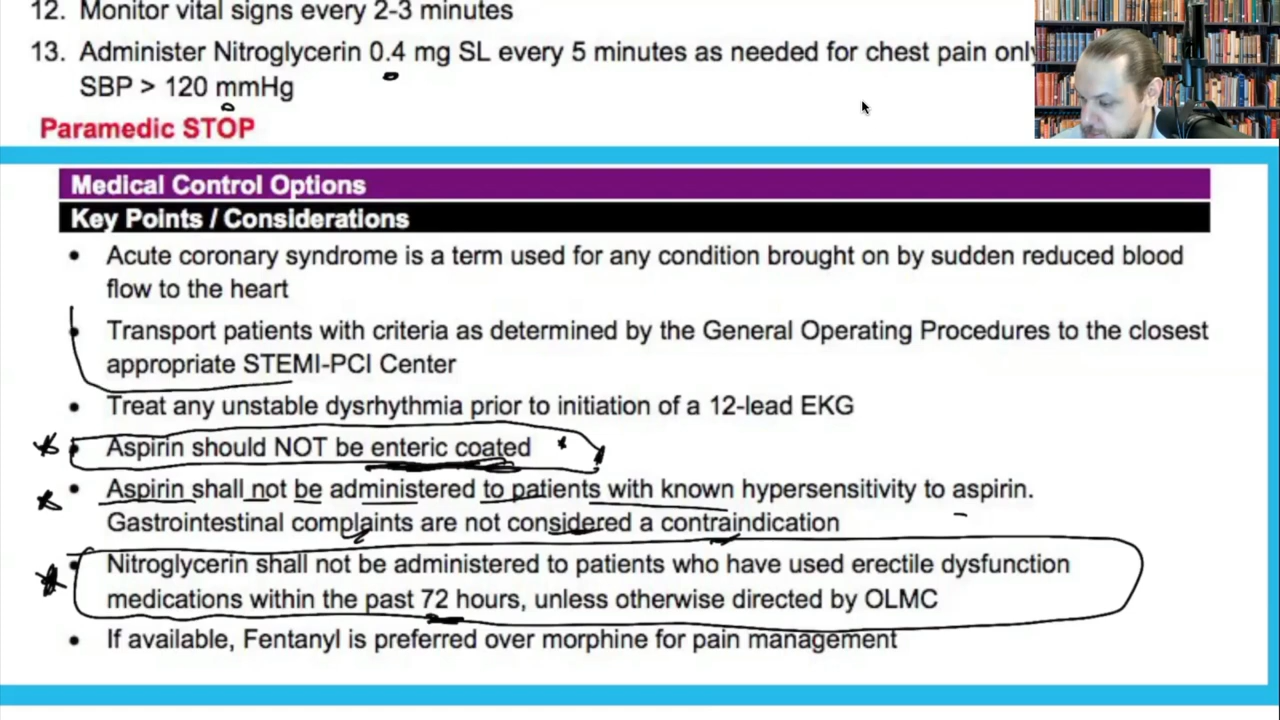 12. Monitor vital signs every 2-3 minutes
13. Administer Nitroglycerin 0.4 mg SL every 5 minutes as needed for chest pain only
SBP > 120 mmHg
Paramedic STOP
Medical Control Options
Key Points / Considerations
• Acute coronary syndrome is a term used for any condition brought on by sudden reduced blood
flow to the heart
• Transport patients with criteria as determined by the General Operating Procedures to the closest
appropriate STEMI-PCI Center
• Treat any unstable dysrhythmia prior to initiation of a 12-lead EKG
• Aspirin should NOT be enteric coated
• Aspirin shall not be administered to patients with known hypersensitivity to aspirin.
Gastrointestinal complaints are not considered a contraindication
• Nitroglycerin shall not be administered to patients who have used erectile dysfunction
medications within the past 72 hours, unless otherwise directed by OLMC
• If available, Fentanyl is preferred over morphine for pain management